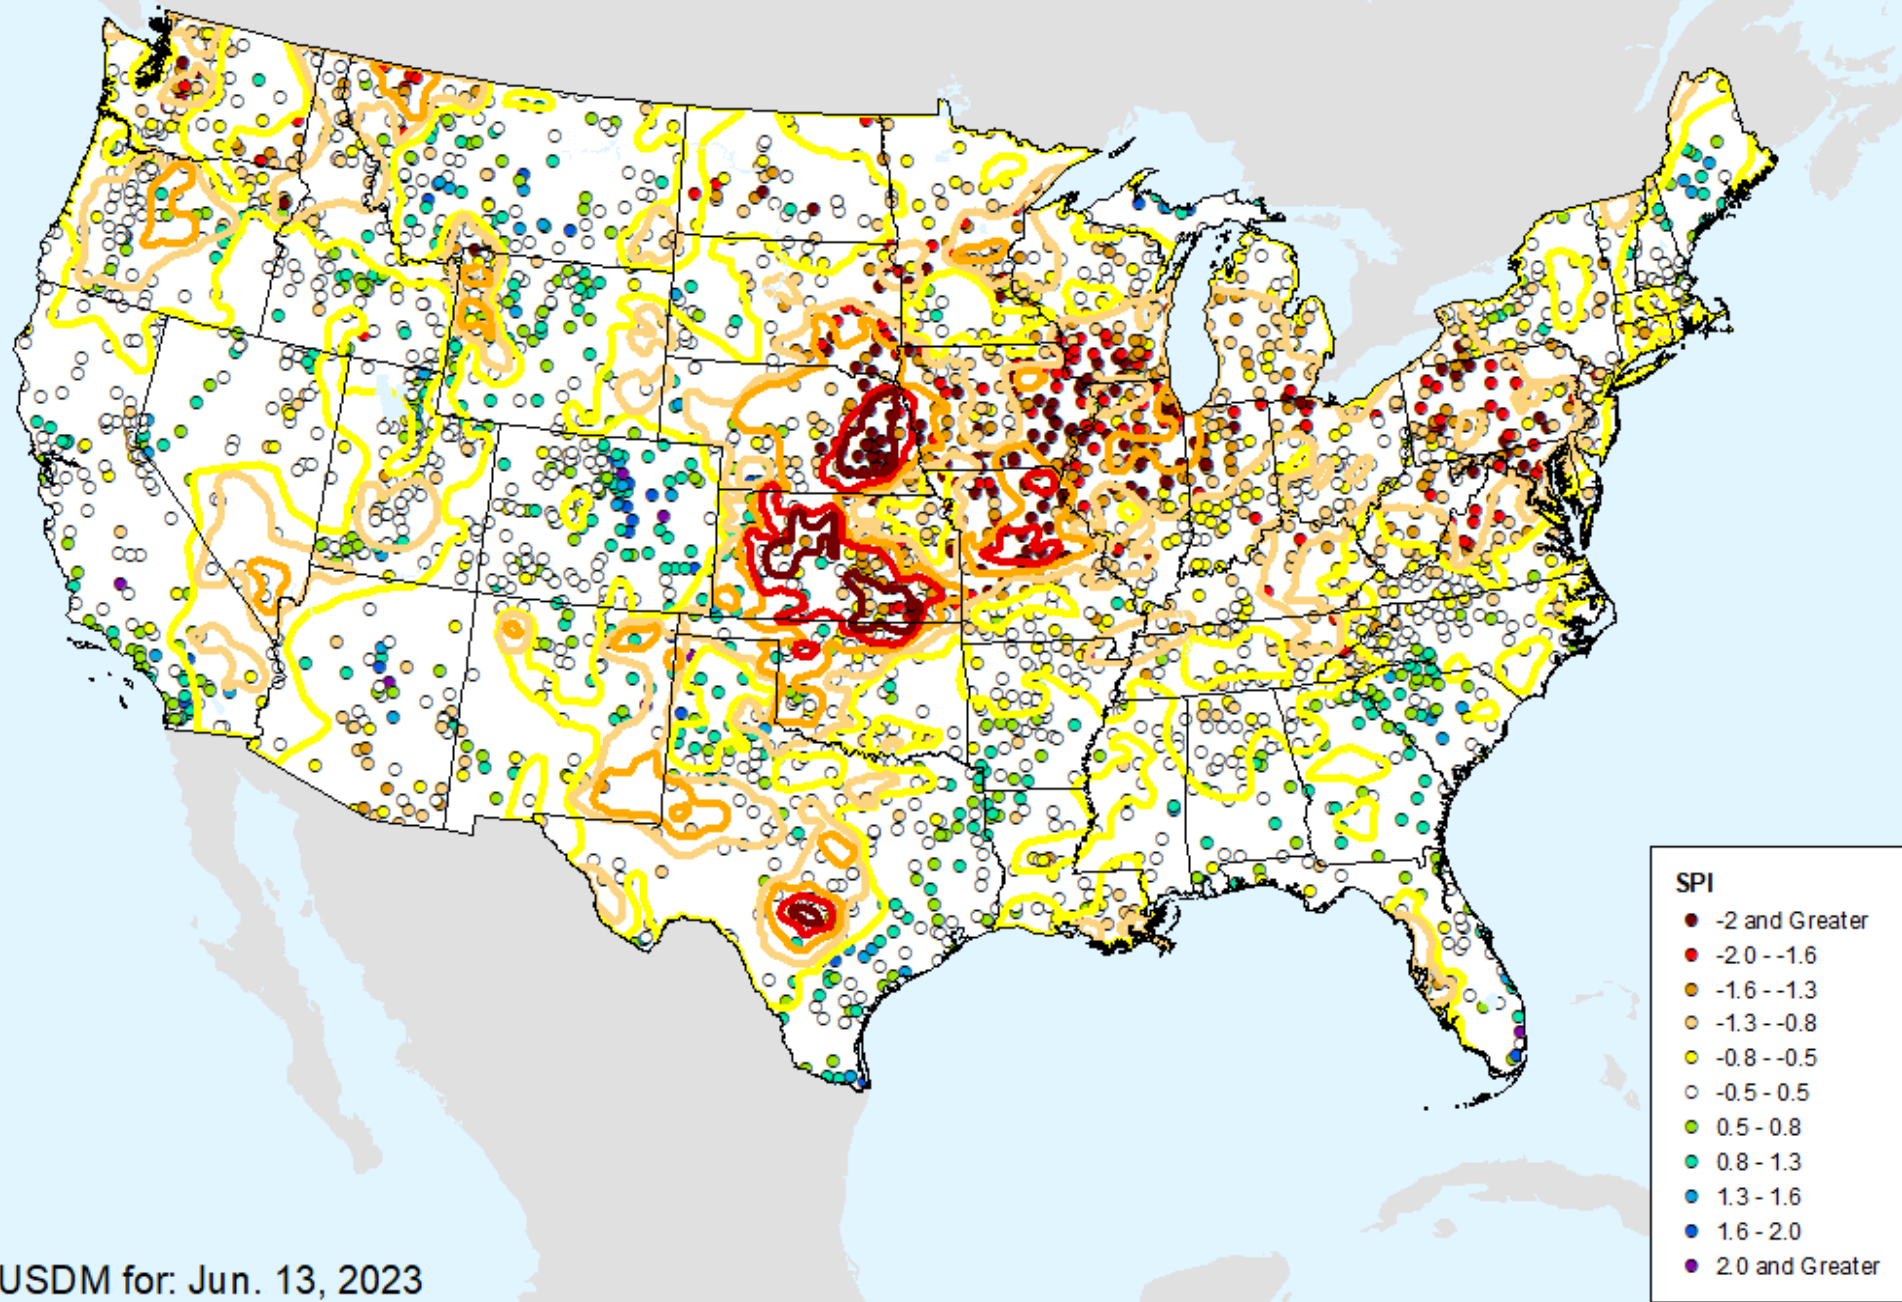 SPI
-2 and Greater
-2.0 - -1.6
-1.6 - -1.3
-1.3 - -0.8
-0.8 - -0.5
-0.5 - 0.5
0.5 - 0.8
0.8 - 1.3
1.3 - 1.6
1.6 - 2.0
2.0 and Greater
USDM for: Jun. 13, 2023